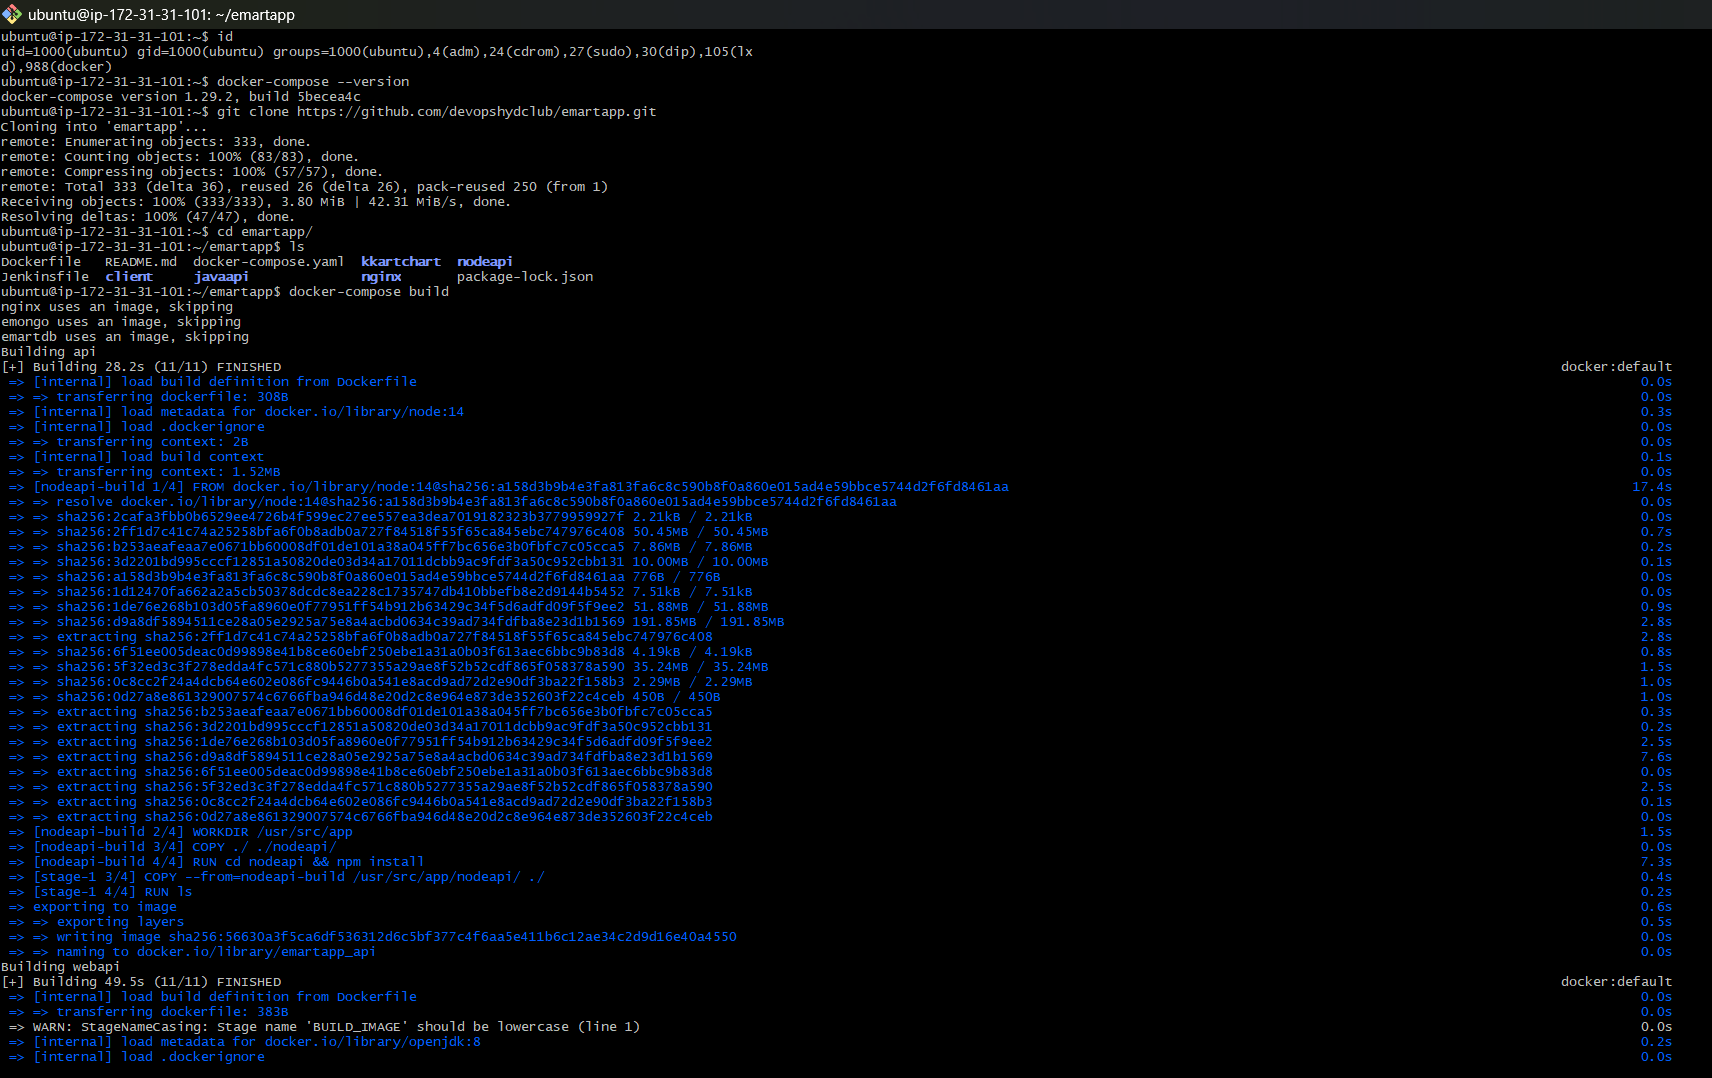 ubuntu@ip-172-31-31-101: ~/emartapp
ubuntu@ip-172-31-31-101:~$ id
uid=1000(ubuntu) gid=1000(ubuntu) groups=1000(ubuntu),4(adm),24(cdrom),27(sudo),30(dip),105(lx
d),988(docker)
ubuntu@ip-172-31-31-101:~$ docker-compose --version
docker-compose version 1.29.2, build 5becea4c
ubuntu@ip-172-31-31-101:~$ git clone https://github.com/devopshydclub/emartapp.git
Cloning into 'emartapp'...
remote: Enumerating objects: 333, done.
remote: Counting objects: 100% (83/83), done.
remote: Compressing objects: 100% (57/57), done.
remote: Total 333 (delta 36), reused 26 (delta 26), pack-reused 250 (from 1)
Receiving objects: 100% (333/333), 3.80 MiB | 42.31 MiB/s, done.
Resolving deltas: 100% (47/47), done.
ubuntu@ip-172-31-31-101:~$ cd emartapp/
ubuntu@ip-172-31-31-101:~/emartapp$ ls
Dockerfile   README.md  docker-compose.yaml  kkartchart  nodeapi
Jenkinsfile  client     javaapi              nginx       package-lock.json
ubuntu@ip-172-31-31-101:~/emartapp$ docker-compose build
nginx uses an image, skipping
emongo uses an image, skipping
emartdb uses an image, skipping
Building api
[+] Building 28.2s (11/11) FINISHED docker:default
=> [internal] load build definition from Dockerfile 0.0s
=> => transferring dockerfile: 308B 0.0s
=> [internal] load metadata for docker.io/library/node:14 0.3s
=> [internal] load .dockerignore 0.0s
=> => transferring context: 2B 0.0s
=> [internal] load build context 0.1s
=> => transferring context: 1.52MB 0.0s
=> [nodeapi-build 1/4] FROM docker.io/library/node:14@sha256:a158d3b9b4e3fa813fa6c8c590b8f0a860e015ad4e59bbce5744d2f6fd8461aa 17.4s
=> => resolve docker.io/library/node:14@sha256:a158d3b9b4e3fa813fa6c8c590b8f0a860e015ad4e59bbce5744d2f6fd8461aa 0.0s
=> => sha256:2cafa3fbb0b6529ee4726b4f599ec27ee557ea3dea7019182323b3779959927f 2.21kB / 2.21kB 0.0s
=> => sha256:2ff1d7c41c74a25258bfa6f0b8adb0a727f84518f55f65ca845ebc747976c408 50.45MB / 50.45MB 0.7s
=> => sha256:b253aeafeaa7e0671bb60008df01de101a38a045ff7bc656e3b0fbfc7c05cca5 7.86MB / 7.86MB 0.2s
=> => sha256:3d2201bd995cccf12851a50820de03d34a17011dcbb9ac9fdf3a50c952cbb131 10.00MB / 10.00MB 0.1s
=> => sha256:a158d3b9b4e3fa813fa6c8c590b8f0a860e015ad4e59bbce5744d2f6fd8461aa 776B / 776B 0.0s
=> => sha256:1d12470fa662a2a5cb50378dcdc8ea228c1735747db410bbefb8e2d9144b5452 7.51kB / 7.51kB 0.0s
=> => sha256:1de76e268b103d05fa8960e0f77951ff54b912b63429c34f5d6adfd09f5f9ee2 51.88MB / 51.88MB 0.9s
=> => sha256:d9a8df5894511ce28a05e2925a75e8a4acbd0634c39ad734fdfba8e23d1b1569 191.85MB / 191.85MB 2.8s
=> => extracting sha256:2ff1d7c41c74a25258bfa6f0b8adb0a727f84518f55f65ca845ebc747976c408 2.8s
=> => sha256:6f51ee005deac0d99898e41b8ce60ebf250ebe1a31a0b03f613aec6bbc9b83d8 4.19kB / 4.19kB 0.8s
=> => sha256:5f32ed3c3f278edda4fc571c880b5277355a29ae8f52b52cdf865f058378a590 35.24MB / 35.24MB 1.5s
=> => sha256:0c8cc2f24a4dcb64e602e086fc9446b0a541e8acd9ad72d2e90df3ba22f158b3 2.29MB / 2.29MB 1.0s
=> => sha256:0d27a8e861329007574c6766fba946d48e20d2c8e964e873de352603f22c4ceb 450B / 450B 1.0s
=> => extracting sha256:b253aeafeaa7e0671bb60008df01de101a38a045ff7bc656e3b0fbfc7c05cca5 0.3s
=> => extracting sha256:3d2201bd995cccf12851a50820de03d34a17011dcbb9ac9fdf3a50c952cbb131 0.2s
=> => extracting sha256:1de76e268b103d05fa8960e0f77951ff54b912b63429c34f5d6adfd09f5f9ee2 2.5s
=> => extracting sha256:d9a8df5894511ce28a05e2925a75e8a4acbd0634c39ad734fdfba8e23d1b1569 7.6s
=> => extracting sha256:6f51ee005deac0d99898e41b8ce60ebf250ebe1a31a0b03f613aec6bbc9b83d8 0.0s
=> => extracting sha256:5f32ed3c3f278edda4fc571c880b5277355a29ae8f52b52cdf865f058378a590 2.5s
=> => extracting sha256:0c8cc2f24a4dcb64e602e086fc9446b0a541e8acd9ad72d2e90df3ba22f158b3 0.1s
=> => extracting sha256:0d27a8e861329007574c6766fba946d48e20d2c8e964e873de352603f22c4ceb 0.0s
=> [nodeapi-build 2/4] WORKDIR /usr/src/app 1.5s
=> [nodeapi-build 3/4] COPY ./ ./nodeapi/ 0.0s
=> [nodeapi-build 4/4] RUN cd nodeapi && npm install 7.3s
=> [stage-1 3/4] COPY --from=nodeapi-build /usr/src/app/nodeapi/ ./ 0.4s
=> [stage-1 4/4] RUN ls 0.2s
=> exporting to image 0.6s
=> => exporting layers 0.5s
=> => writing image sha256:56630a3f5ca6df536312d6c5bf377c4f6aa5e411b6c12ae34c2d9d16e40a4550 0.0s
=> => naming to docker.io/library/emartapp_api 0.0s
Building webapi
[+] Building 49.5s (11/11) FINISHED docker:default
=> [internal] load build definition from Dockerfile 0.0s
=> => transferring dockerfile: 383B 0.0s
=> WARN: StageNameCasing: Stage name 'BUILD_IMAGE' should be lowercase (line 1) 0.0s
=> [internal] load metadata for docker.io/library/openjdk:8 0.2s
=> [internal] load .dockerignore 0.0s